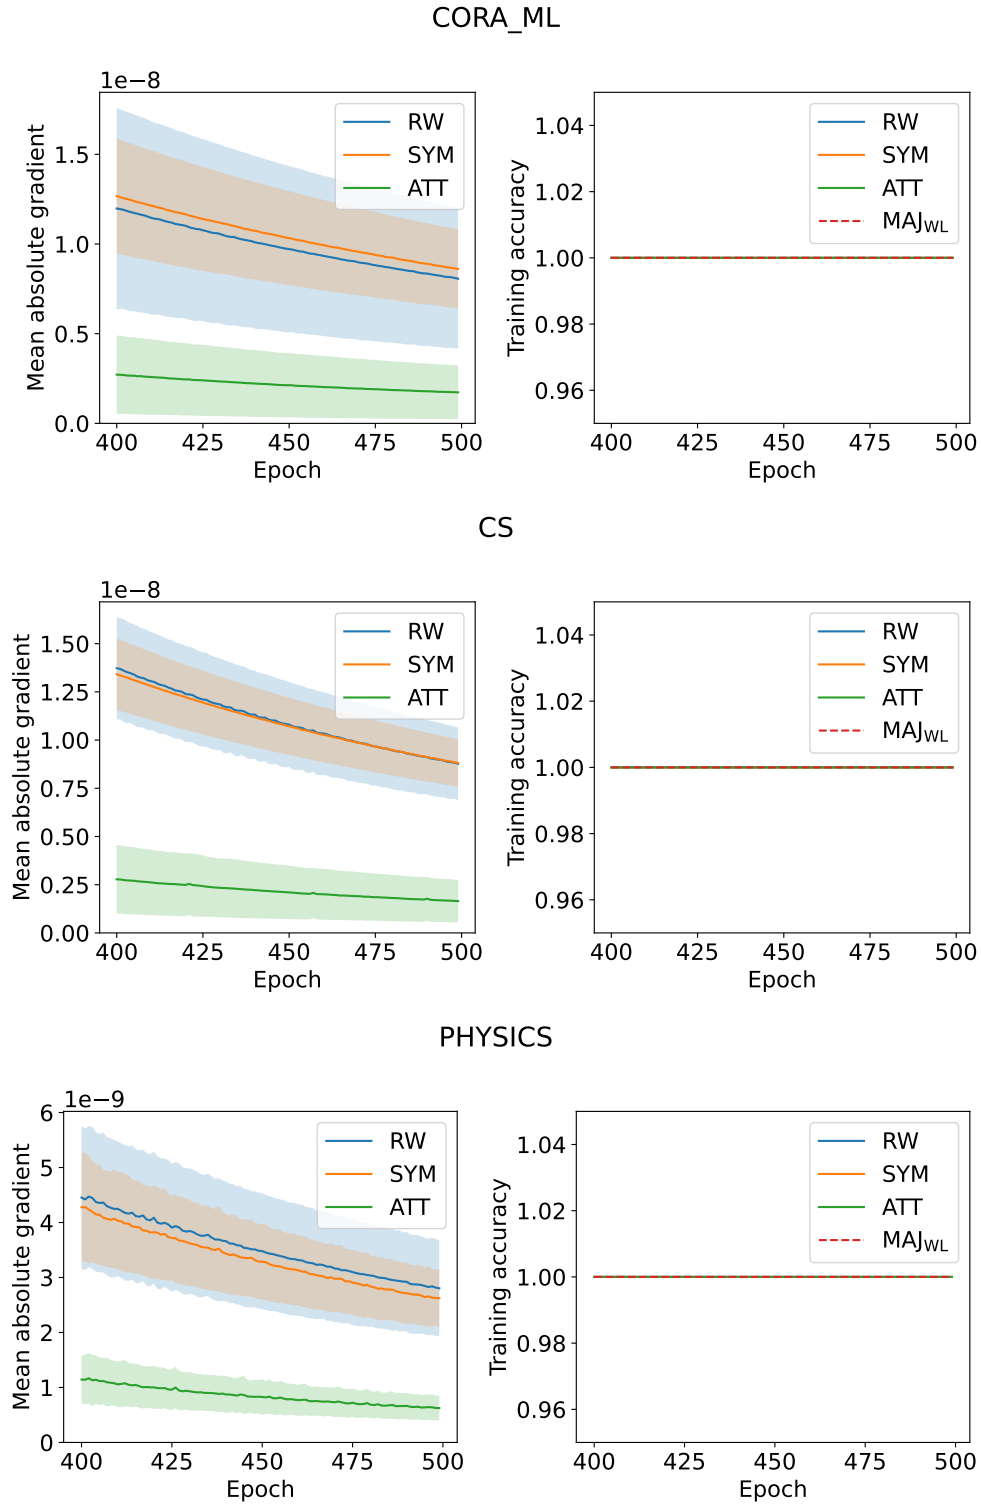 CORA_ML
1e−8
Mean absolute gradient
1.5
1.0
0.5
0.0
400 425 450 475 500
Epoch
RW
SYM
ATT
Training accuracy
1.04
1.02
1.00
0.98
0.96
400 425 450 475 500
Epoch
RW
SYM
ATT
MAJWL
CS
1e−8
Mean absolute gradient
1.50
1.25
1.00
0.75
0.50
0.25
0.00
400 425 450 475 500
Epoch
RW
SYM
ATT
Training accuracy
1.04
1.02
1.00
0.98
0.96
400 425 450 475 500
Epoch
RW
SYM
ATT
MAJWL
PHYSICS
1e−9
Mean absolute gradient
6
5
4
3
2
1
0
400 425 450 475 500
Epoch
RW
SYM
ATT
Training accuracy
1.04
1.02
1.00
0.98
0.96
400 425 450 475 500
Epoch
RW
SYM
ATT
MAJWL